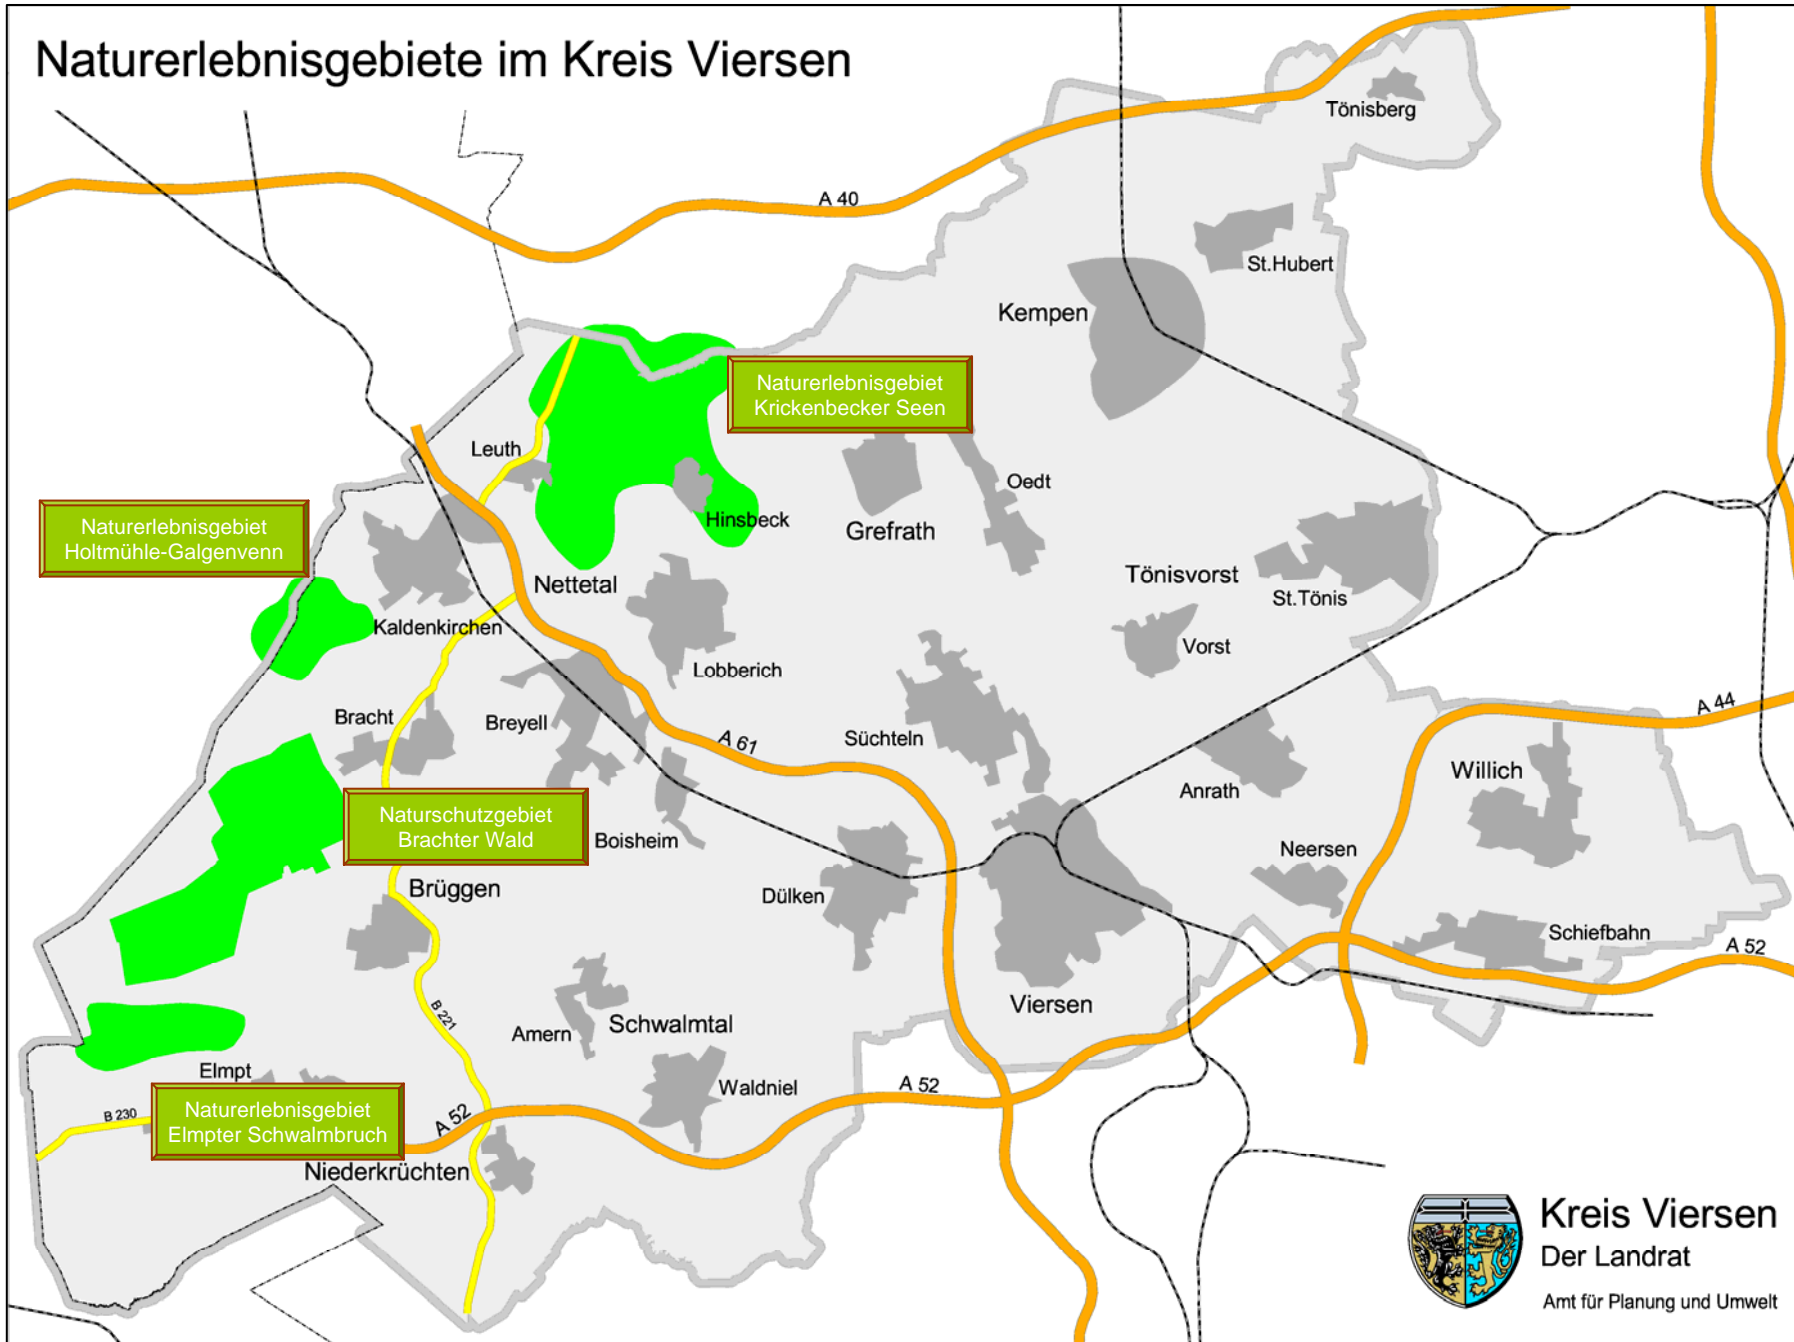 Naturerlebnisgebiete im Kreis Viersen
Tönisberg
A 40
St.Hubert
Kempen
Naturerlebnisgebiet
Krickenbecker Seen
Leuth
Oedt
Hinsbeck
Grefrath
Naturerlebnisgebiet
Holtmühle-Galgenvenn
Nettetal
Tönisvorst
St.Tönis
Kaldenkirchen
Vorst
Lobberich
Bracht
Breyell
A 61
Süchteln
A 44
Willich
Anrath
Naturschutzgebiet
Brachter Wald
Boisheim
Neersen
Brüggen
Dülken
Schiefbahn
A 52
Viersen
B 221
Amern
Schwalmtal
Elmpt
Waldniel
A 52
B 230
A 52
Naturerlebnisgebiet
Elmpter Schwalmbruch
Niederkrüchten
Kreis Viersen
Der Landrat
Amt für Planung und Umwelt